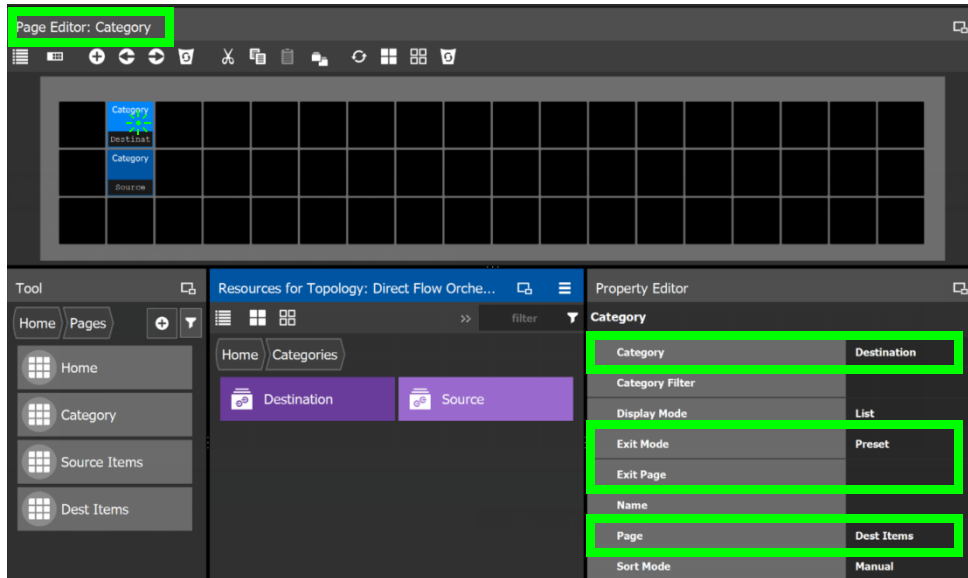 Page Editor: Category
Category
Destinat
Category
Source
Tool
Home Pages
Home
Category
Source Items
Dest Items
Resources for Topology: Direct Flow Orche...
>> filter
Home Categories
Destination Source
Property Editor
Category
Category Destination
Category Filter
Display Mode List
Exit Mode Preset
Exit Page
Name
Page Dest Items
Sort Mode Manual